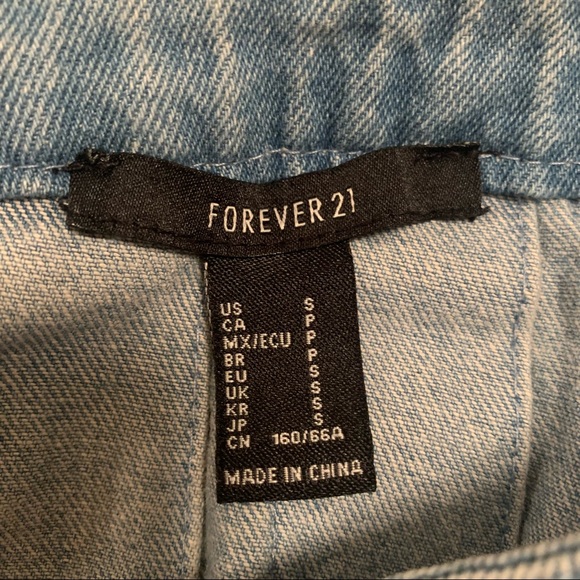 FOREVER 21
US S
CA P
MX/ECU P
BR P
EU S
UK S
KR S
JP S
CN 160/66A
MADE IN CHINA